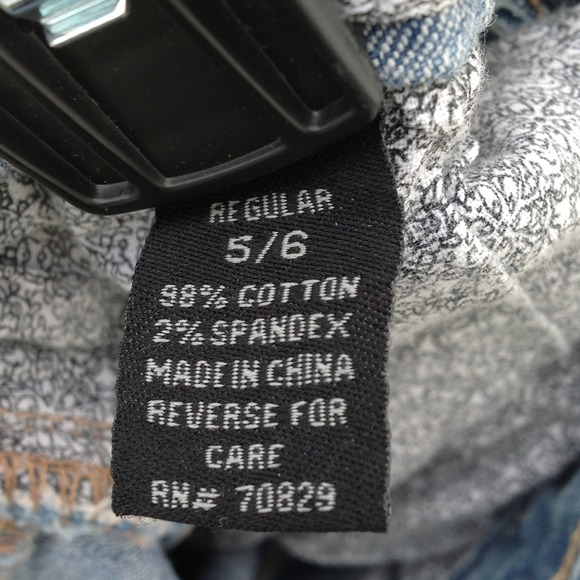 REGULAR
5/6
98% COTTON
2% SPANDEX
MADE IN CHINA
REVERSE FOR
CARE
RN# 70829